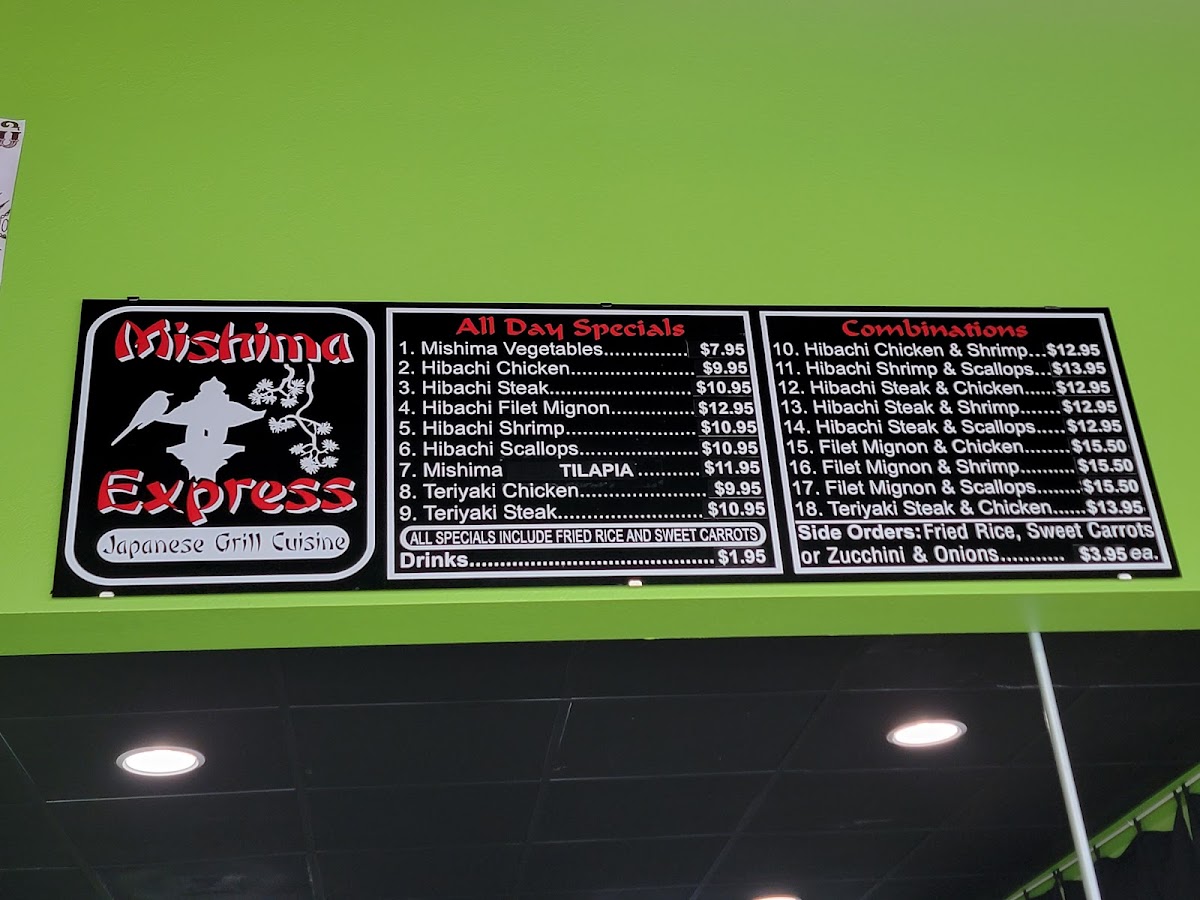 Mishima
Express
Japanese Grill Cuisine
All Day Specials
1. Mishima Vegetables................ $7.95
2. Hibachi Chicken....................... $9.95
3. Hibachi Steak.......................... $10.95
4. Hibachi Filet Mignon............... $12.95
5. Hibachi Shrimp........................ $10.95
6. Hibachi Scallops...................... $10.95
7. Mishima TILAPIA ........... $11.95
8. Teriyaki Chicken....................... $9.95
9. Teriyaki Steak.......................... $10.95
ALL SPECIALS INCLUDE FRIED RICE AND SWEET CARROTS
Drinks.......................................... $1.95
Combinations
10. Hibachi Chicken & Shrimp...$12.95
11. Hibachi Shrimp & Scallops...$13.95
12. Hibachi Steak & Chicken.....$12.95
13. Hibachi Steak & Shrimp.......$12.95
14. Hibachi Steak & Scallops.....$12.95
15. Filet Mignon & Chicken........$15.50
16. Filet Mignon & Shrimp..........$15.50
17. Filet Mignon & Scallops........$15.50
18. Teriyaki Steak & Chicken......$13.95
Side Orders: Fried Rice, Sweet Carrots
or Zucchini & Onions........... $3.95 ea.